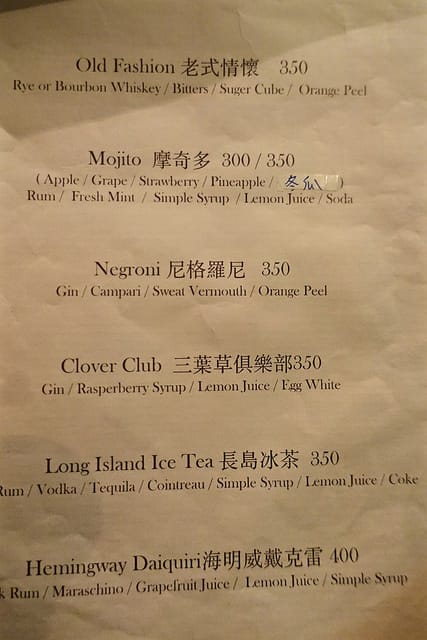 Old Fashion 老式情懷 350
Rye or Bourbon Whiskey / Bitters / Suger Cube / Orange Peel
Mojito 摩奇多 300 / 350
( Apple / Grape / Strawberry / Pineapple / 冬瓜 )
Rum / Fresh Mint / Simple Syrup / Lemon Juice / Soda
Negroni 尼格羅尼 350
Gin / Campari / Sweat Vermouth / Orange Peel
Clover Club 三葉草俱樂部350
Gin / Rasperberry Syrup / Lemon Juice / Egg White
Long Island Ice Tea 長島冰茶 350
Rum / Vodka / Tequila / Cointreau / Simple Syrup / Lemon Juice / Coke
Hemingway Daiquiri海明威戴克雷 400
k Rum / Maraschino / Grapefruit Juice / Lemon Juice / Simple Syrup